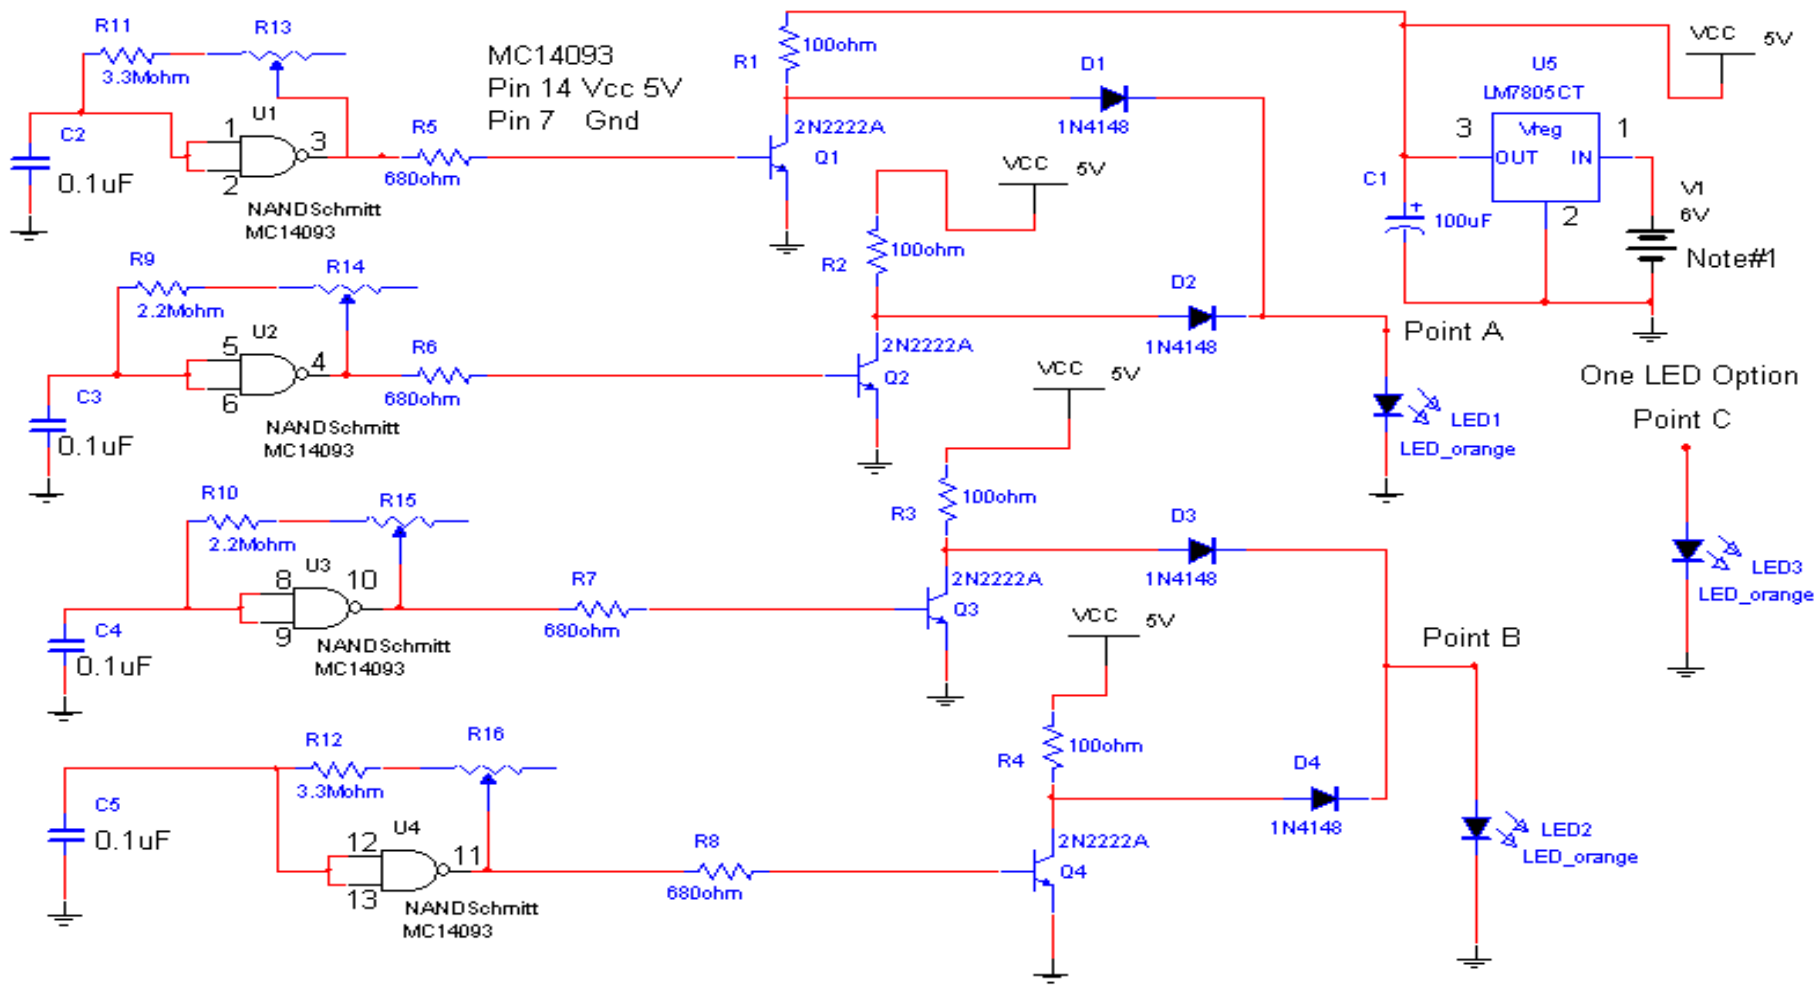 R11
3.3Mohm
R13
MC14093
Pin 14 Vcc 5V
Pin 7 Gnd
C2
0.1uF
1
2
U1
3
NANDSchmitt
MC14093
R5
680ohm
R1
100ohm
2N2222A
Q1
D1
1N4148
VCC
5V
U5
LM7805CT
3
Vreg
OUT
IN
1
2
C1
+
100uF
V1
6V
Note#1
VCC
5V
R9
2.2Mohm
R14
C3
0.1uF
5
6
U2
4
NANDSchmitt
MC14093
R6
680ohm
R2
100ohm
2N2222A
Q2
D2
1N4148
Point A
LED1
LED_orange
One LED Option
Point C
LED3
LED_orange
VCC
5V
R10
2.2Mohm
R15
C4
0.1uF
8
9
U3
10
NANDSchmitt
MC14093
R7
680ohm
R3
100ohm
2N2222A
Q3
D3
1N4148
Point B
VCC
5V
R12
3.3Mohm
R16
C5
0.1uF
12
13
U4
11
NANDSchmitt
MC14093
R8
680ohm
R4
100ohm
2N2222A
Q4
D4
1N4148
LED2
LED_orange